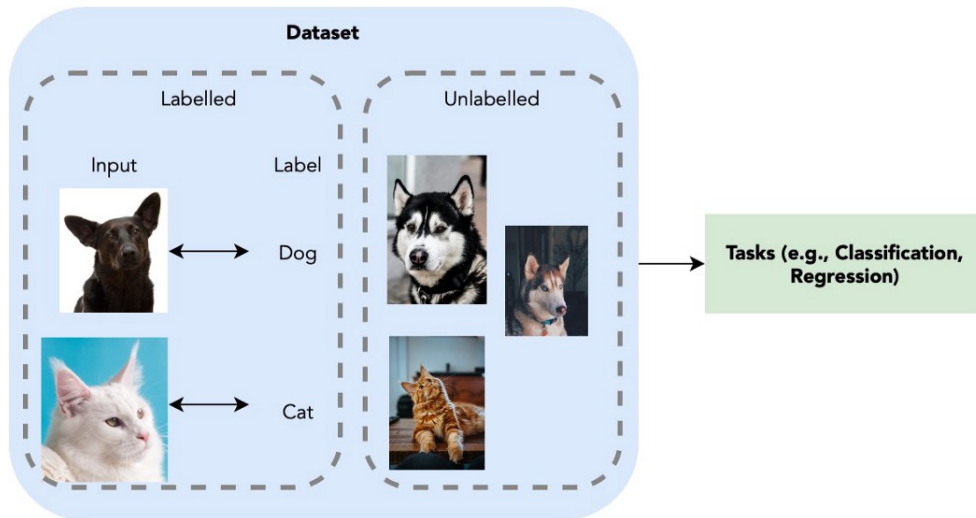 Dataset
Labelled
Unlabelled
Input
Label
Dog
Cat
Tasks (e.g., Classification,
Regression)